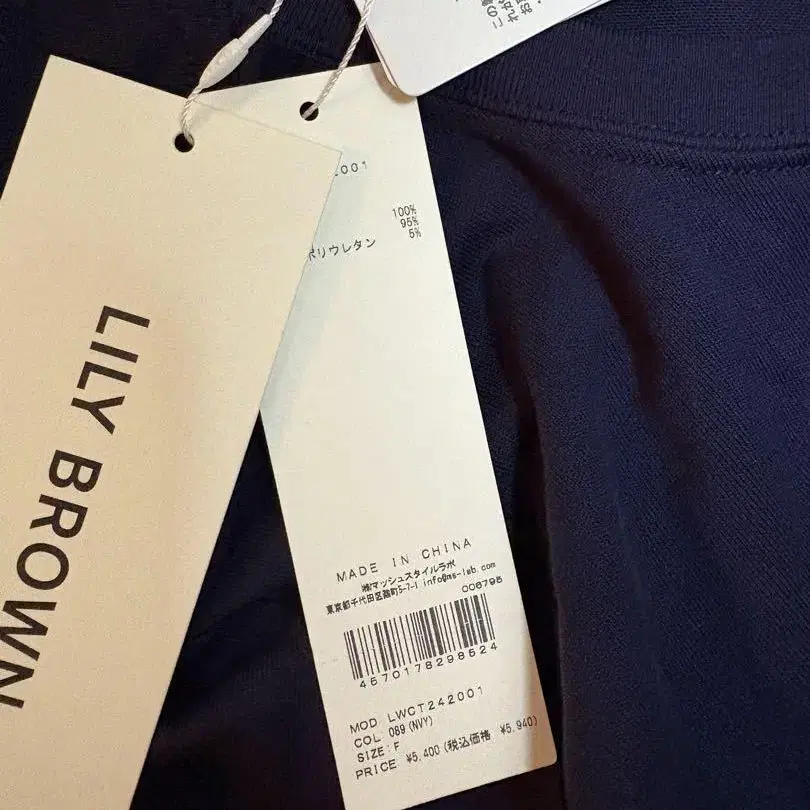 LILY BROWN
001
100%
95%
ポリウレタン 5%
MADE IN CHINA
㈱マッシュスタイルラボ
東京都千代田区麹町5-7-1 info@ms-lab.com
006798
4570178298524
MOD LWCT242001
COL 089(NVY)
SIZE: F
PRICE ¥5,400(税込価格 ¥5,940)